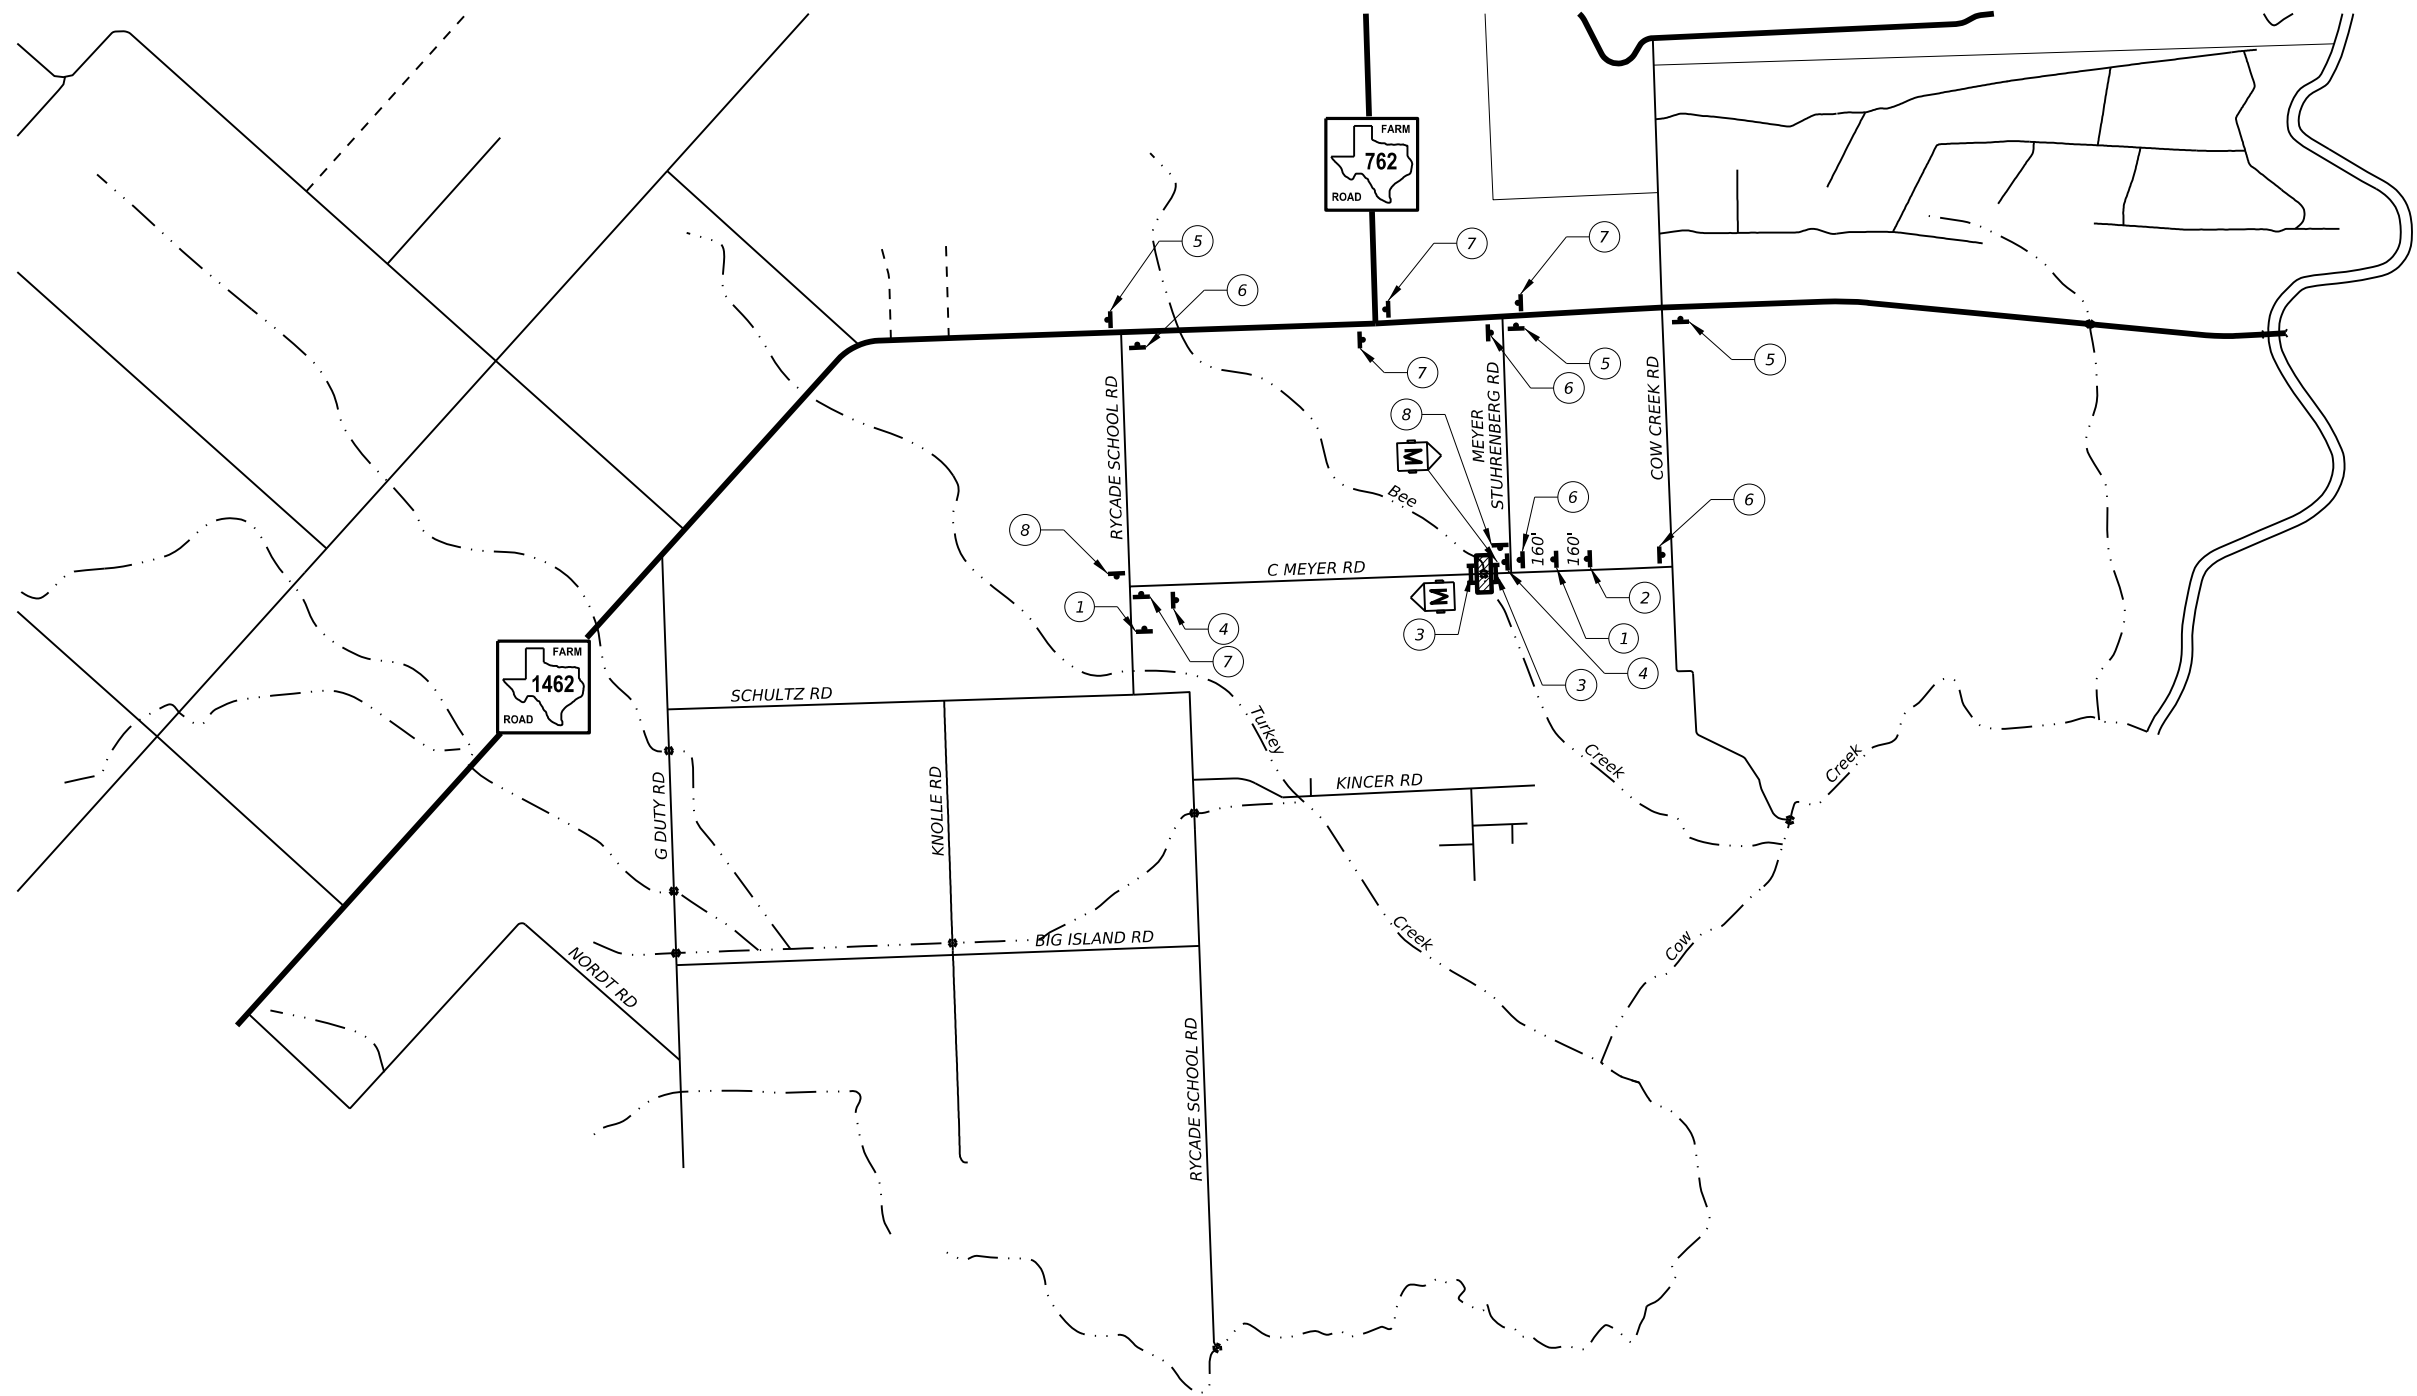 FARM
762
ROAD
5
7
7
6
5
7
5
6
8
MEYER
STUHRENBERG RD
COW CREEK RD
RYCADE SCHOOL RD
M
Bee
6
6
8
160'
160'
C MEYER RD
M
1
4
3
2
1
7
4
3
FARM
1462
ROAD
SCHULTZ RD
Turkey
Creek
Creek
G DUTY RD
KNOLLE RD
KINCER RD
Creek
Cow
BIG ISLAND RD
NORDT RD
RYCADE SCHOOL RD